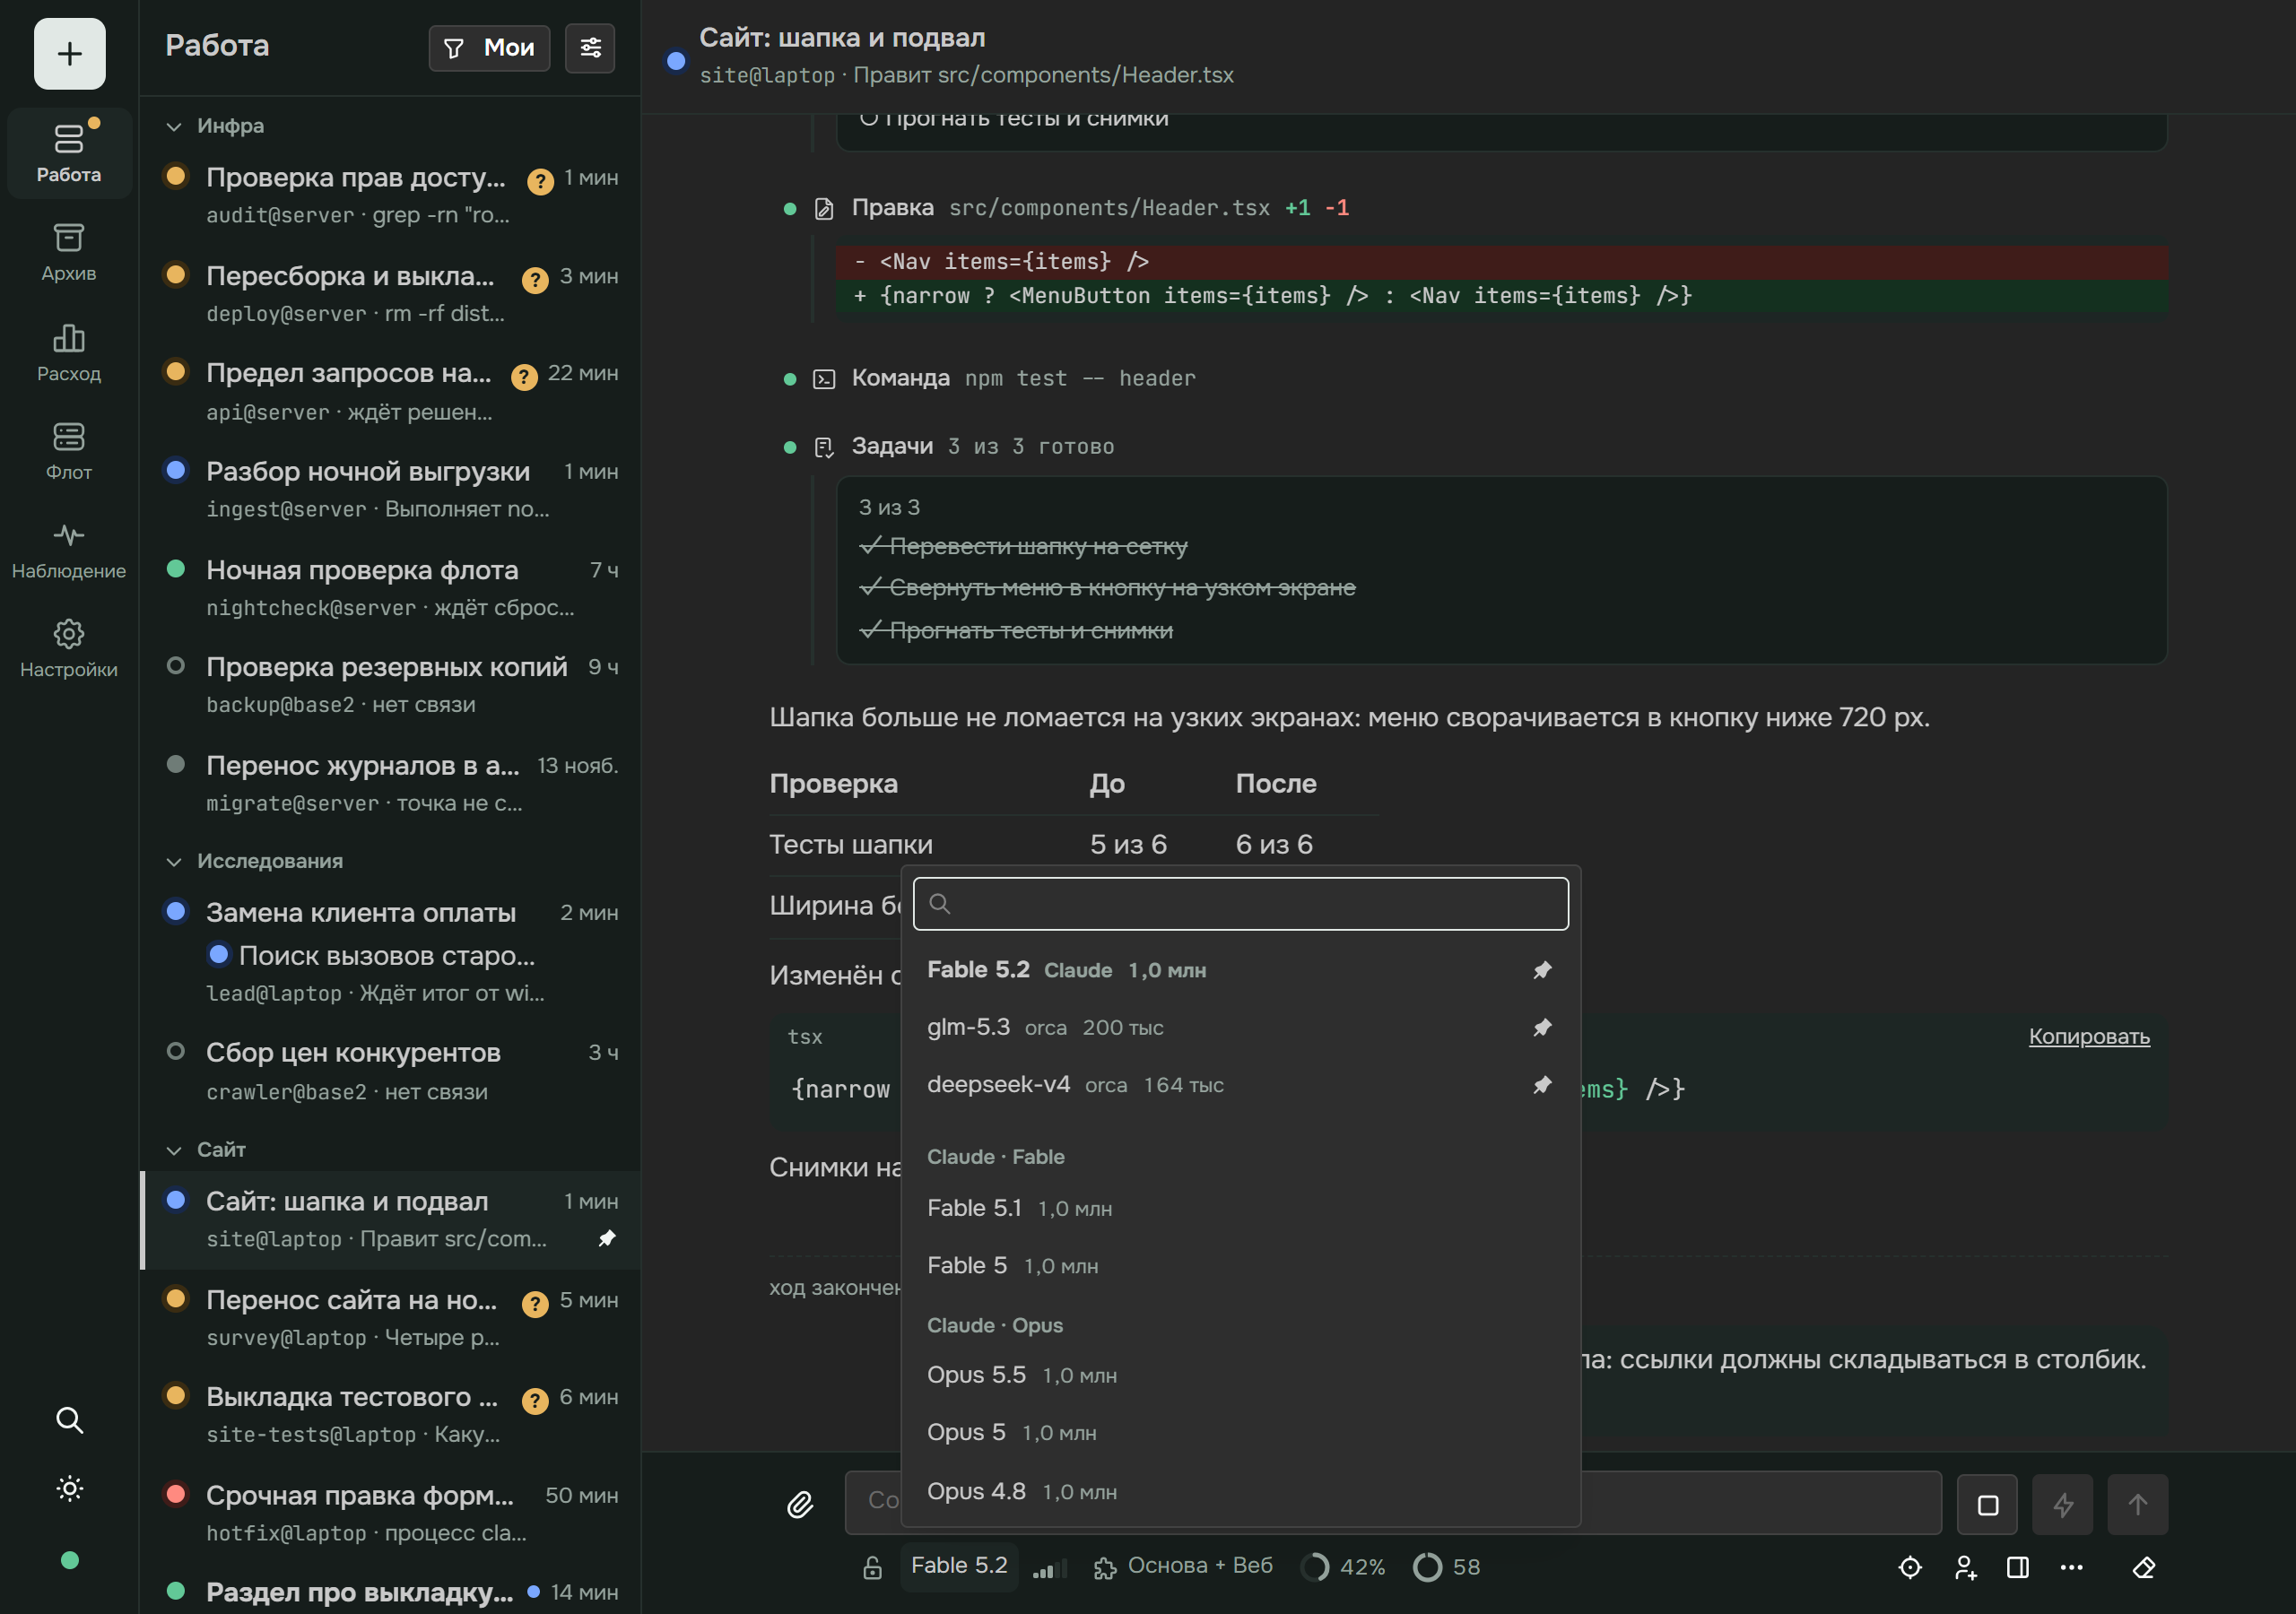 Работа
Архив
Расход
Флот
Наблюдение
Настройки
Работа
Мои
Инфра
Проверка прав досту... ? 1 мин
audit@server · grep -rn "ro...
Пересборка и выкла... ? 3 мин
deploy@server · rm -rf dist...
Предел запросов на... ? 22 мин
api@server · ждёт решен...
Разбор ночной выгрузки 1 мин
ingest@server · Выполняет по...
Ночная проверка флота 7 ч
nightcheck@server · ждёт сброс...
Проверка резервных копий 9 ч
backup@base2 · нет связи
Перенос журналов в а... 13 нояб.
migrate@server · точка не с...
Исследования
Замена клиента оплаты 2 мин
Поиск вызовов старо...
lead@laptop · Ждёт итог от wi...
Сбор цен конкурентов 3 ч
crawler@base2 · нет связи
Сайт
Сайт: шапка и подвал 1 мин
site@laptop · Правит src/com...
Перенос сайта на но... ? 5 мин
survey@laptop · Четыре р...
Выкладка тестового ... ? 6 мин
site-tests@laptop · Каку...
Срочная правка форм... 50 мин
hotfix@laptop · процесс cla...
Раздел про выкладку... 14 мин
Сайт: шапка и подвал
site@laptop · Правит src/components/Header.tsx
Прогнать тесты и снимки
Правка src/components/Header.tsx +1 -1
- <Nav items={items} />
+ {narrow ? <MenuButton items={items} /> : <Nav items={items} />}
Команда npm test -- header
Задачи 3 из 3 готово
3 из 3
✓ Перевести шапку на сетку
✓ Свернуть меню в кнопку на узком экране
✓ Прогнать тесты и снимки
Шапка больше не ломается на узких экранах: меню сворачивается в кнопку ниже 720 px.
Проверка До После
Тесты шапки 5 из 6 6 из 6
Ширина
Изменён
tsx Копировать
{narrow ems} />}
Снимки
ход
: ссылки должны складываться в столбик.
Fable 5.2 Claude 1,0 млн
glm-5.3 orca 200 тыс
deepseek-v4 orca 164 тыс
Claude · Fable
Fable 5.1 1,0 млн
Fable 5 1,0 млн
Claude · Opus
Opus 5.5 1,0 млн
Opus 5 1,0 млн
Opus 4.8 1,0 млн
Fable 5.2 Основа + Веб 42% 58